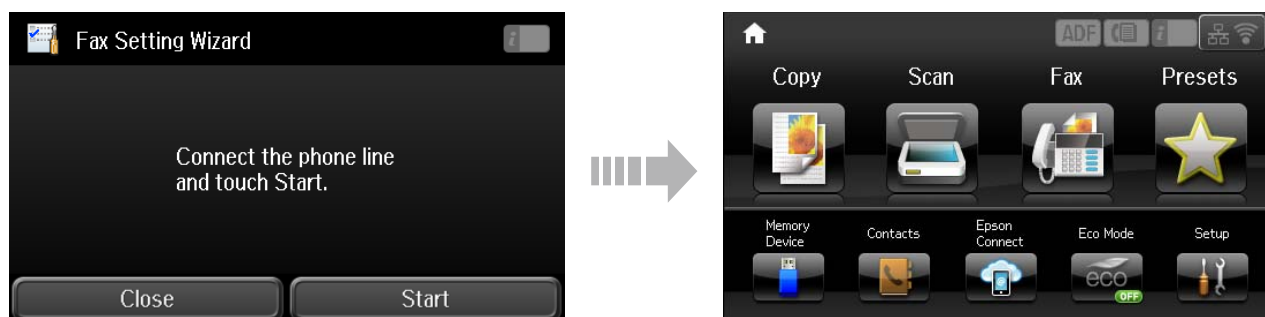 Fax Setting Wizard
i
Connect the phone line
and touch Start.
Close
Start
ADF
i
Copy
Scan
Fax
Presets
Memory
Device
Contacts
Epson
Connect
Eco Mode
Setup
eco
OFF